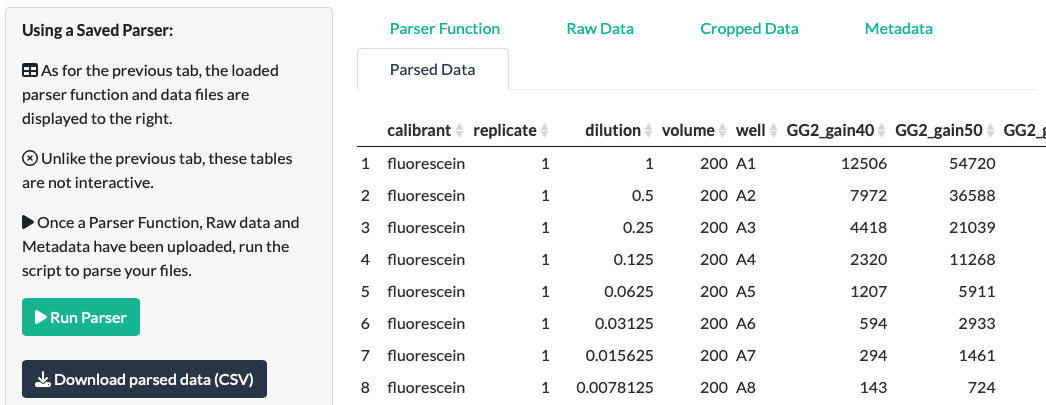 Using a Saved Parser:
As for the previous tab, the loaded
parser function and data files are
displayed to the right.
Unlike the previous tab, these tables
are not interactive.
Once a Parser Function, Raw data and
Metadata have been uploaded, run the
script to parse your files.
Run Parser
Download parsed data (CSV)
Parser Function Raw Data Cropped Data Metadata
Parsed Data
calibrant replicate dilution volume well GG2_gain40 GG2_gain50 GG2_g
1 fluorescein 1 1 200 A1 12506 54720
2 fluorescein 1 0.5 200 A2 7972 36588
3 fluorescein 1 0.25 200 A3 4418 21039
4 fluorescein 1 0.125 200 A4 2320 11268
5 fluorescein 1 0.0625 200 A5 1207 5911
6 fluorescein 1 0.03125 200 A6 594 2933
7 fluorescein 1 0.015625 200 A7 294 1461
8 fluorescein 1 0.0078125 200 A8 143 724